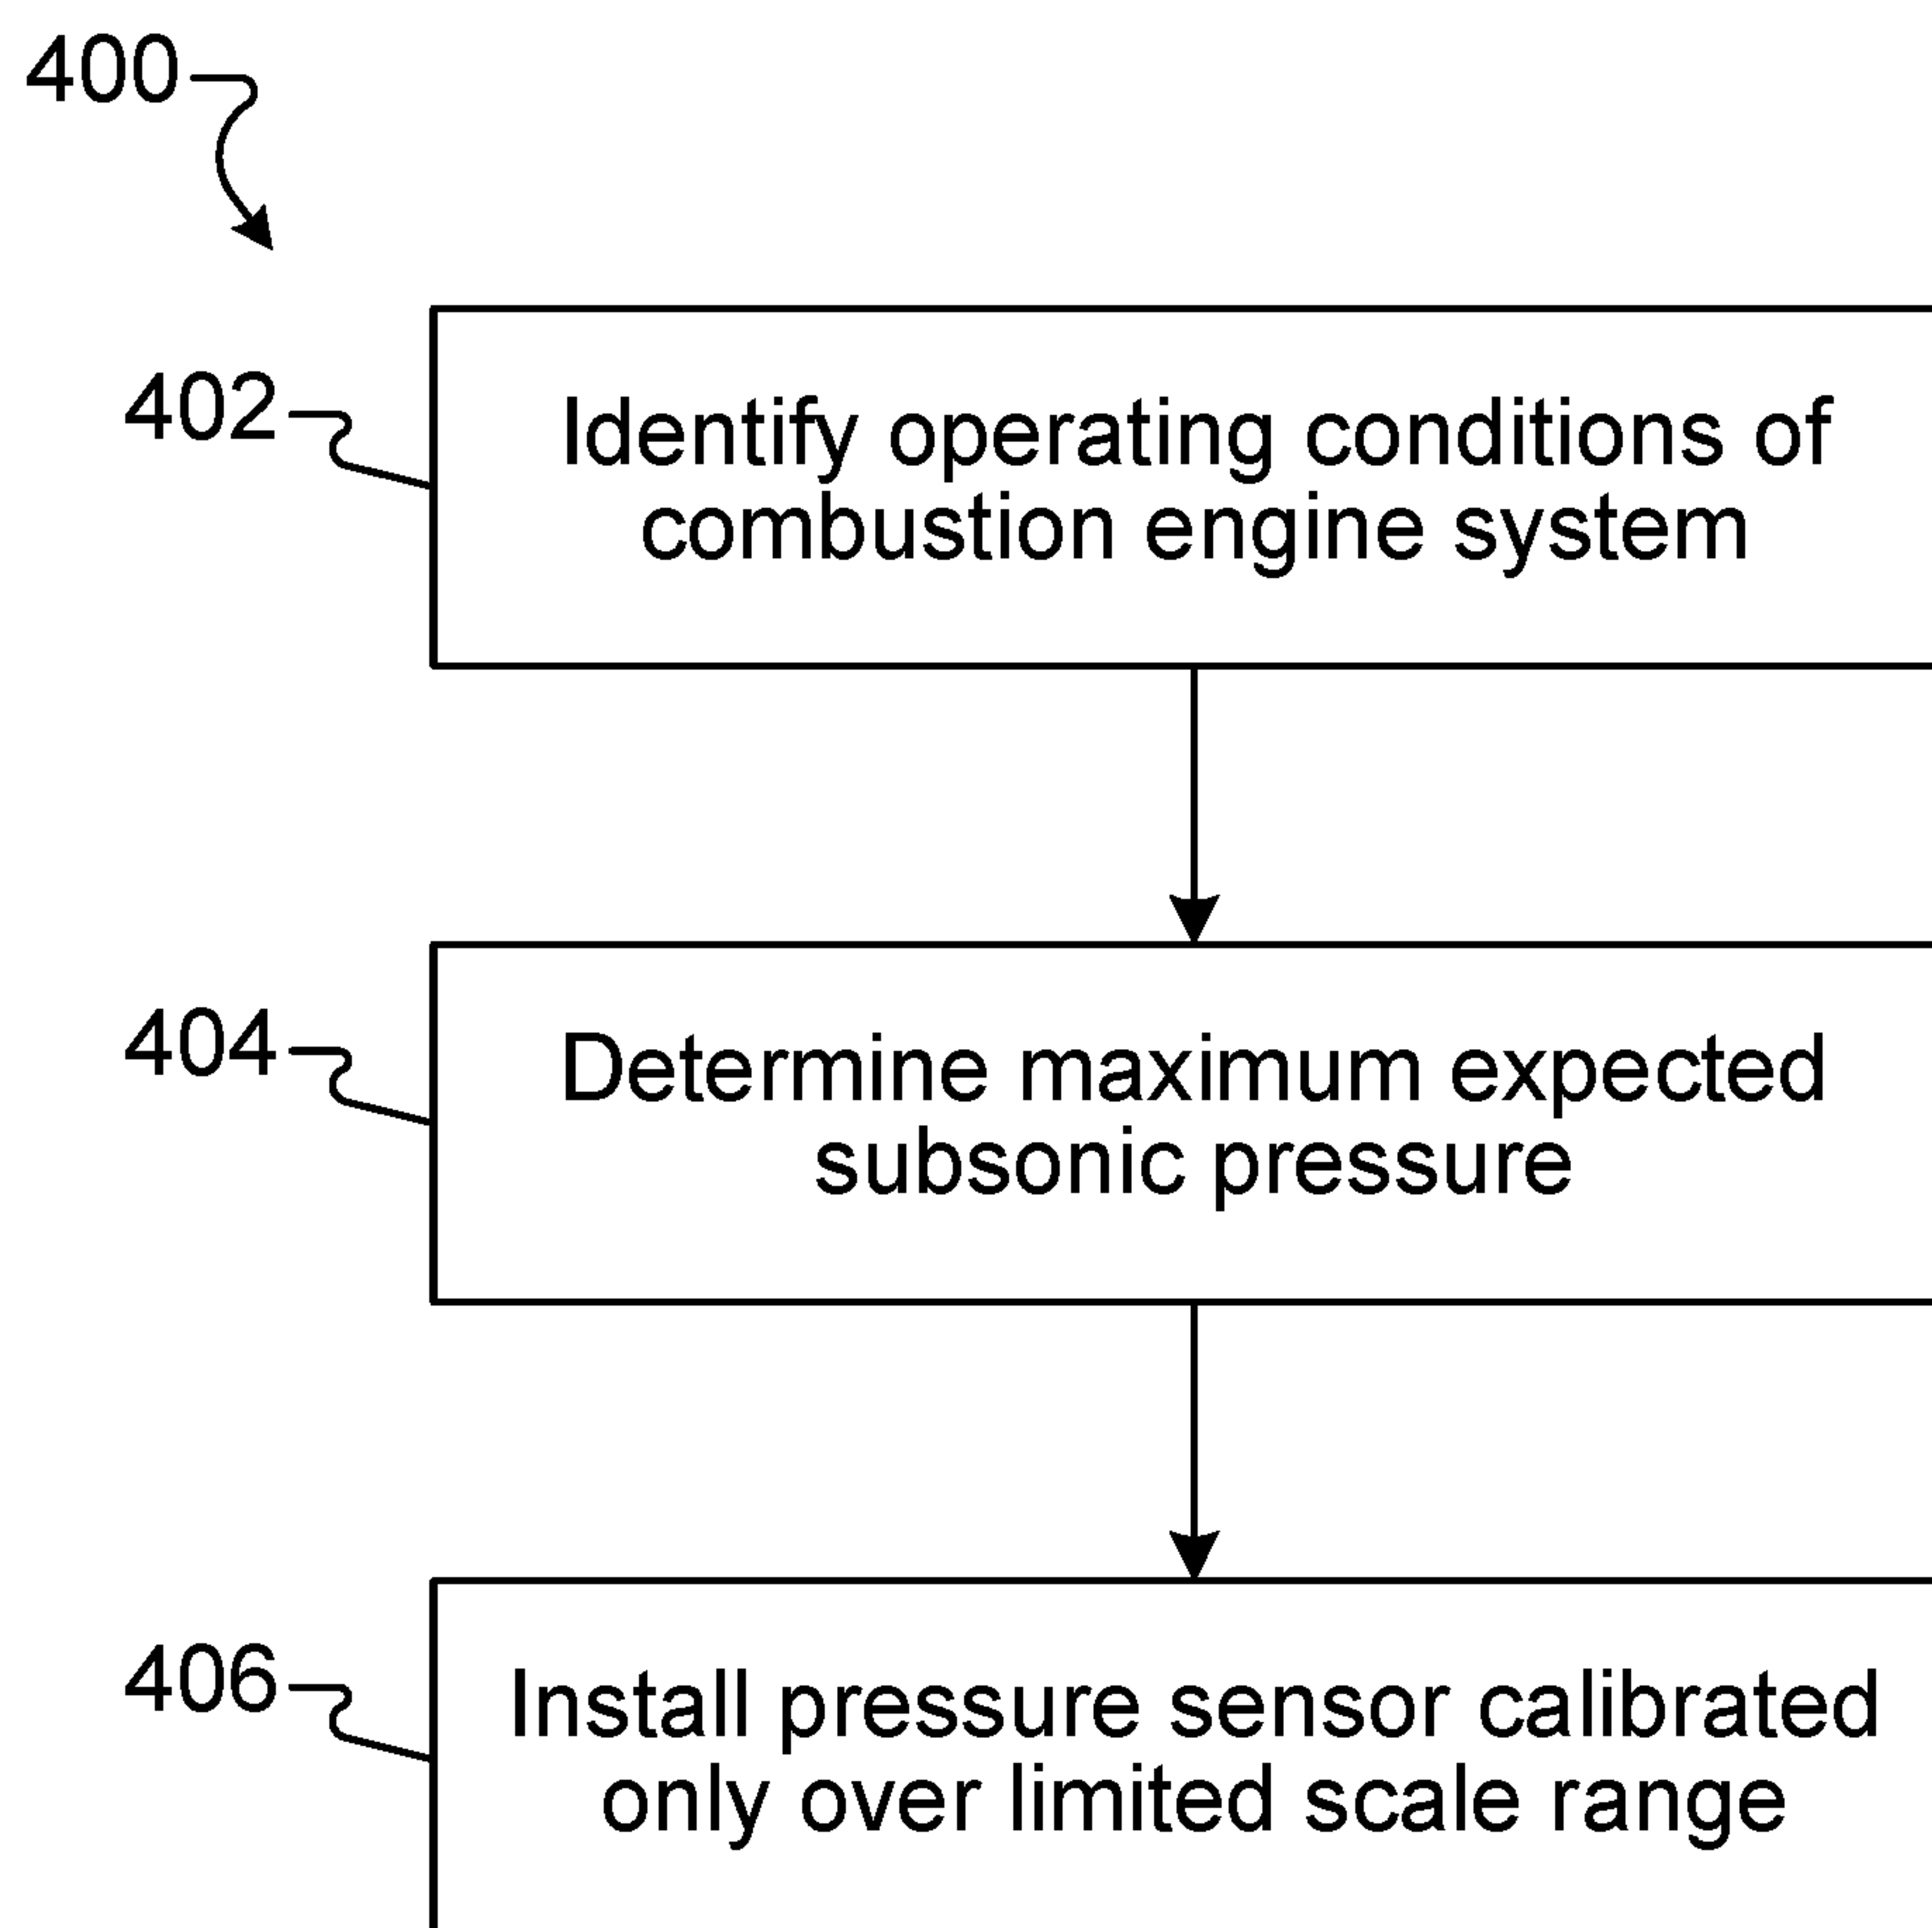 400
402
Identify operating conditions of
combustion engine system
404
Determine maximum expected
subsonic pressure
406
Install pressure sensor calibrated
only over limited scale range